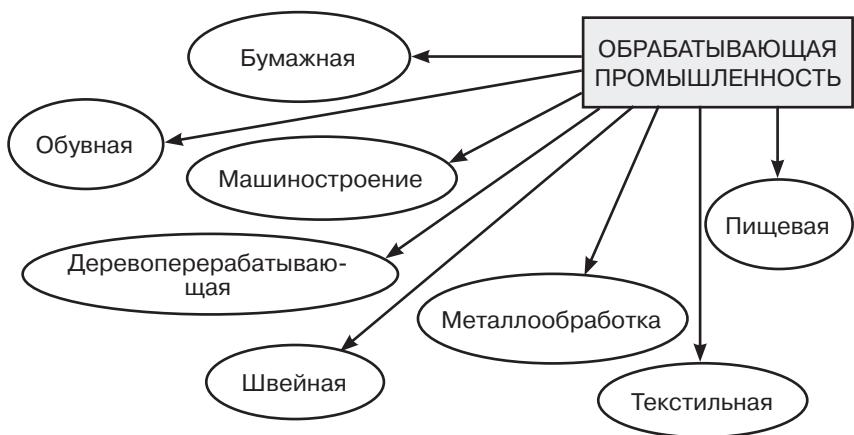 ОБРАБАТЫВАЮЩАЯ
ПРОМЫШЛЕННОСТЬ
Бумажная
Обувная
Машиностроение
Пищевая
Деревоперерабатываю-
щая
Металлообработка
Швейная
Текстильная